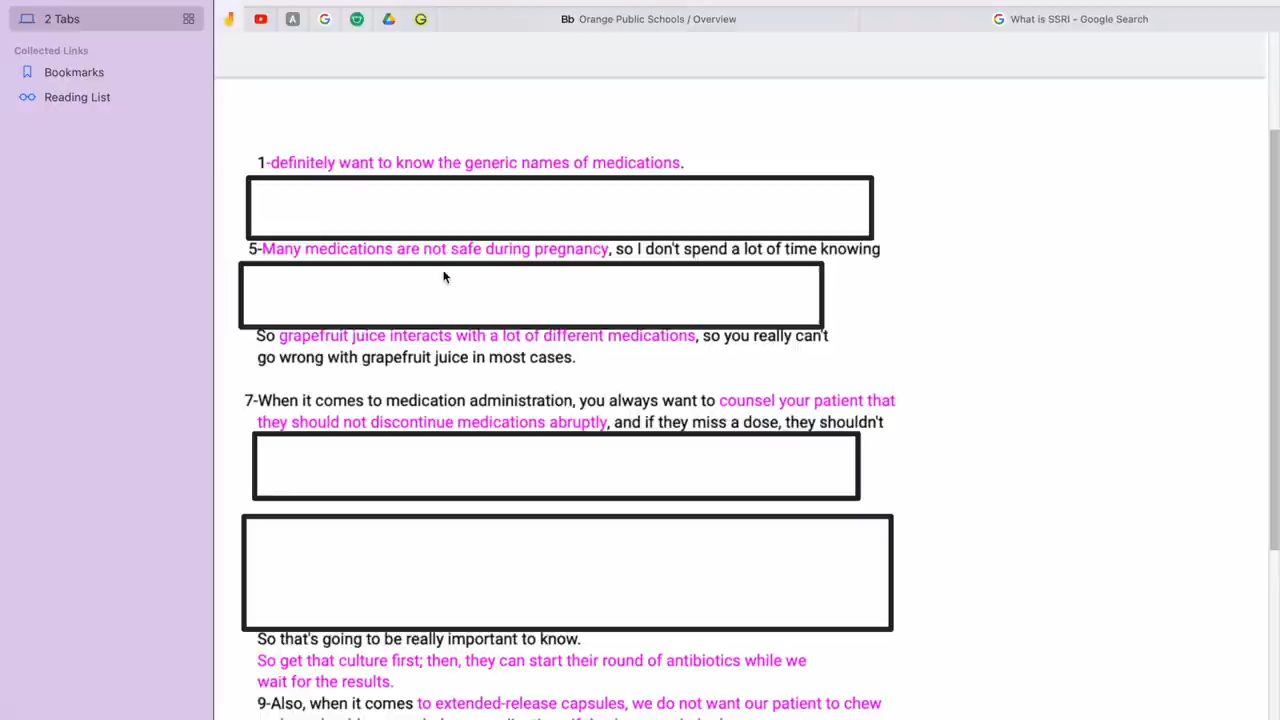 2 Tabs
Bb Orange Public Schools / Overview
G What is SSRI - Google Search
Collected Links
Bookmarks
Reading List
1-definitely want to know the generic names of medications.
5-Many medications are not safe during pregnancy, so I don't spend a lot of time knowing
So grapefruit juice interacts with a lot of different medications, so you really can't
go wrong with grapefruit juice in most cases.
7-When it comes to medication administration, you always want to counsel your patient that
they should not discontinue medications abruptly, and if they miss a dose, they shouldn't
So that's going to be really important to know.
So get that culture first; then, they can start their round of antibiotics while we
wait for the results.
9-Also, when it comes to extended-release capsules, we do not want our patient to chew